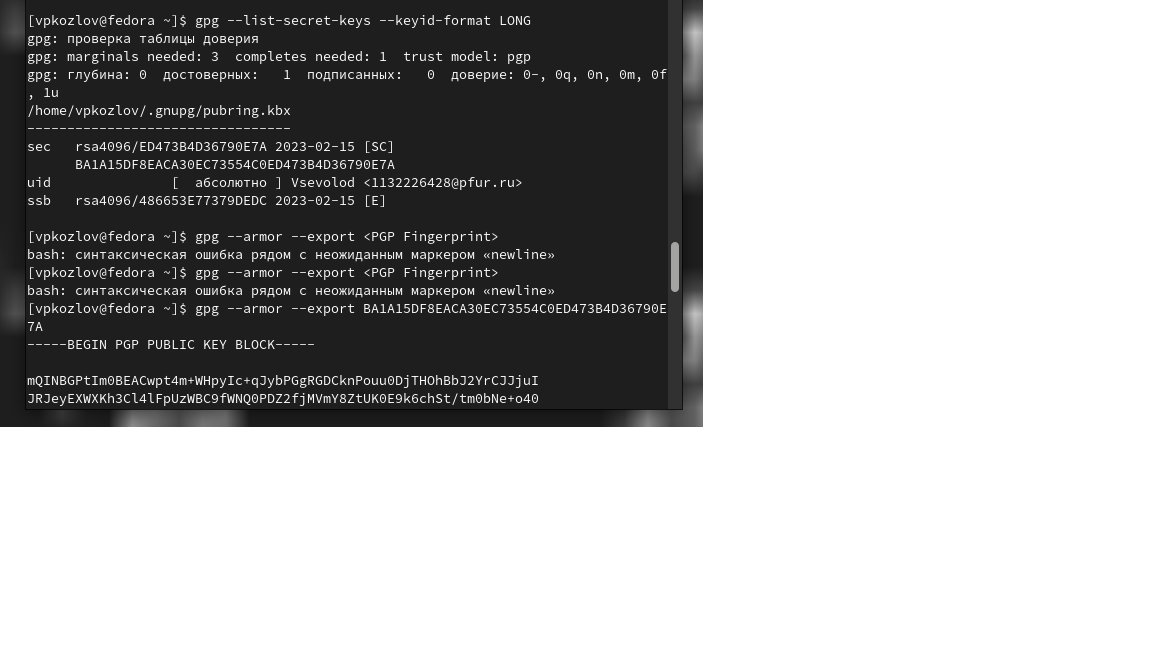 [vpkozlov@fedora ~]$ gpg --list-secret-keys --keyid-format LONG
gpg: проверка таблицы доверия
gpg: marginals needed: 3  completes needed: 1  trust model: pgp
gpg: глубина: 0  достоверных:   1  подписанных:   0  доверие: 0-, 0q, 0n, 0m, 0f
, 1u
/home/vpkozlov/.gnupg/pubring.kbx
---------------------------------
sec   rsa4096/ED473B4D36790E7A 2023-02-15 [SC]
      BA1A15DF8EACA30EC73554C0ED473B4D36790E7A
uid               [  абсолютно ] Vsevolod <1132226428@pfur.ru>
ssb   rsa4096/486653E77379DEDC 2023-02-15 [E]

[vpkozlov@fedora ~]$ gpg --armor --export <PGP Fingerprint>
bash: синтаксическая ошибка рядом с неожиданным маркером «newline»
[vpkozlov@fedora ~]$ gpg --armor --export <PGP Fingerprint>
bash: синтаксическая ошибка рядом с неожиданным маркером «newline»
[vpkozlov@fedora ~]$ gpg --armor --export BA1A15DF8EACA30EC73554C0ED473B4D36790E
7A
-----BEGIN PGP PUBLIC KEY BLOCK-----

mQINBGPtIm0BEACwpt4m+WHpyIc+qJybPGgRGDCknPouu0DjTHOhBbJ2YrCJJjuI
JRJeyEXWXKh3Cl4lFpUzWBC9fWNQ0PDZ2fjMVmY8ZtUK0E9k6chSt/tm0bNe+o40